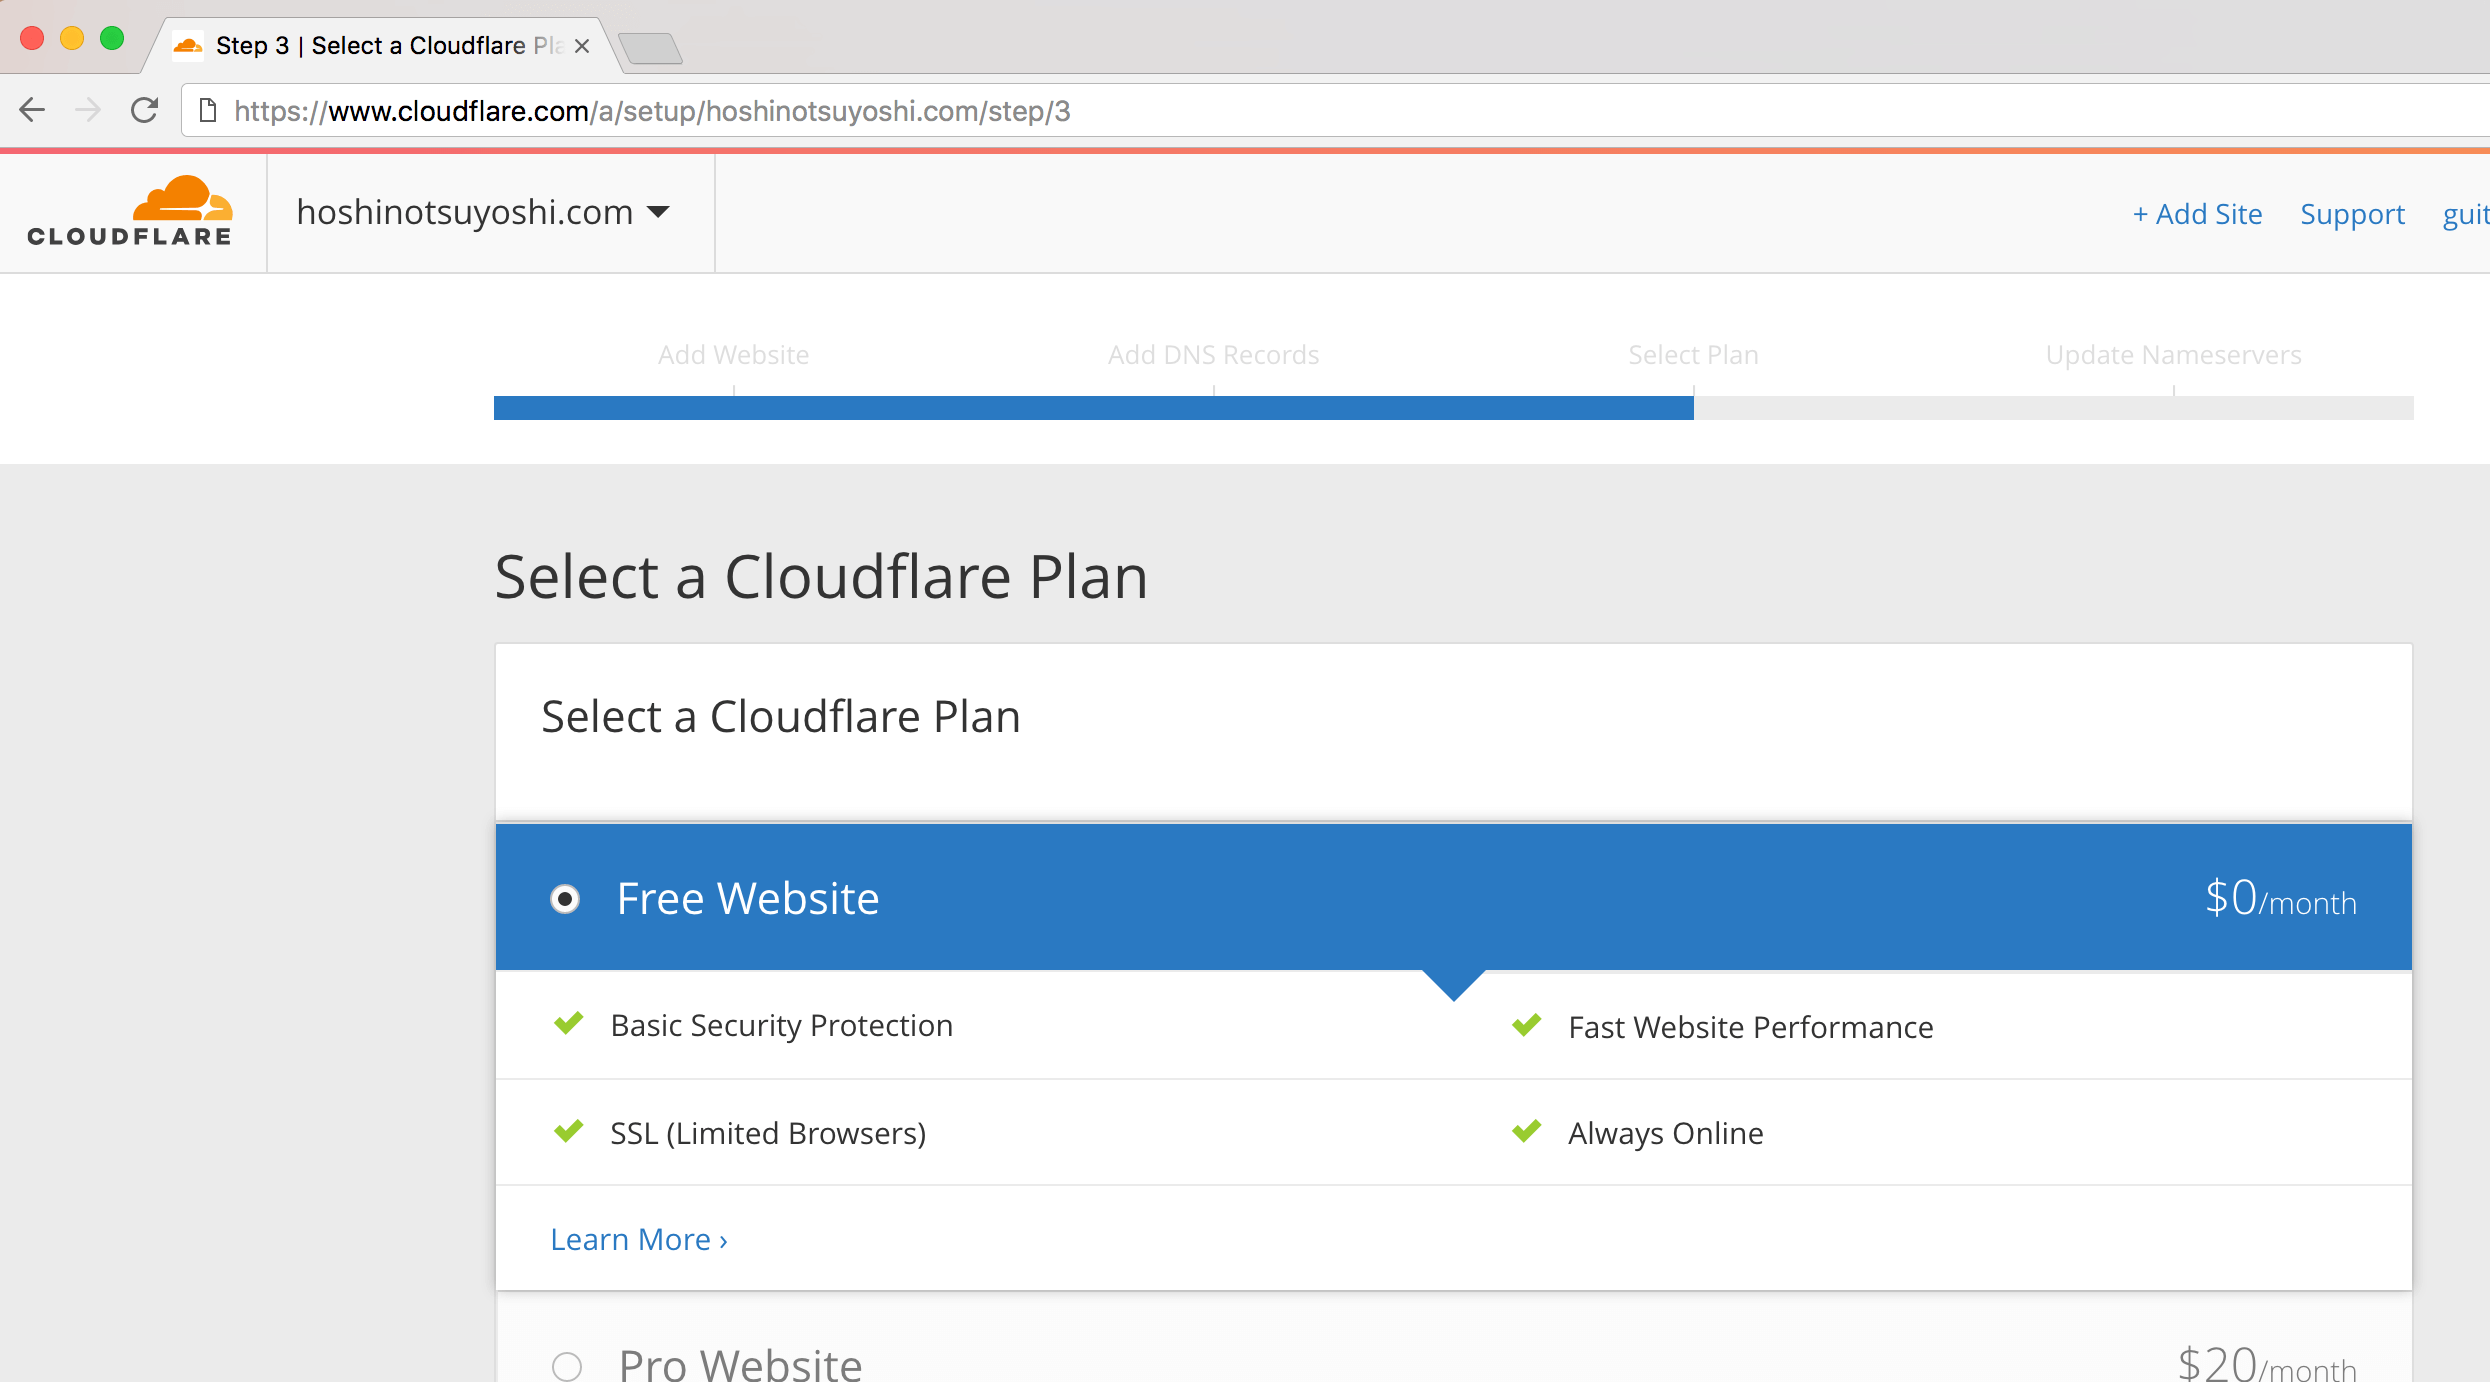 Step 3 | Select a Cloudflare Pla
https://www.cloudflare.com/a/setup/hoshinotsuyoshi.com/step/3
CLOUDFLARE
hoshinotsuyoshi.com
+ Add Site Support guit
Add Website Add DNS Records Select Plan Update Nameservers
Select a Cloudflare Plan
Select a Cloudflare Plan
Free Website $0/month
Basic Security Protection Fast Website Performance
SSL (Limited Browsers) Always Online
Learn More ›
Pro Website $20/month